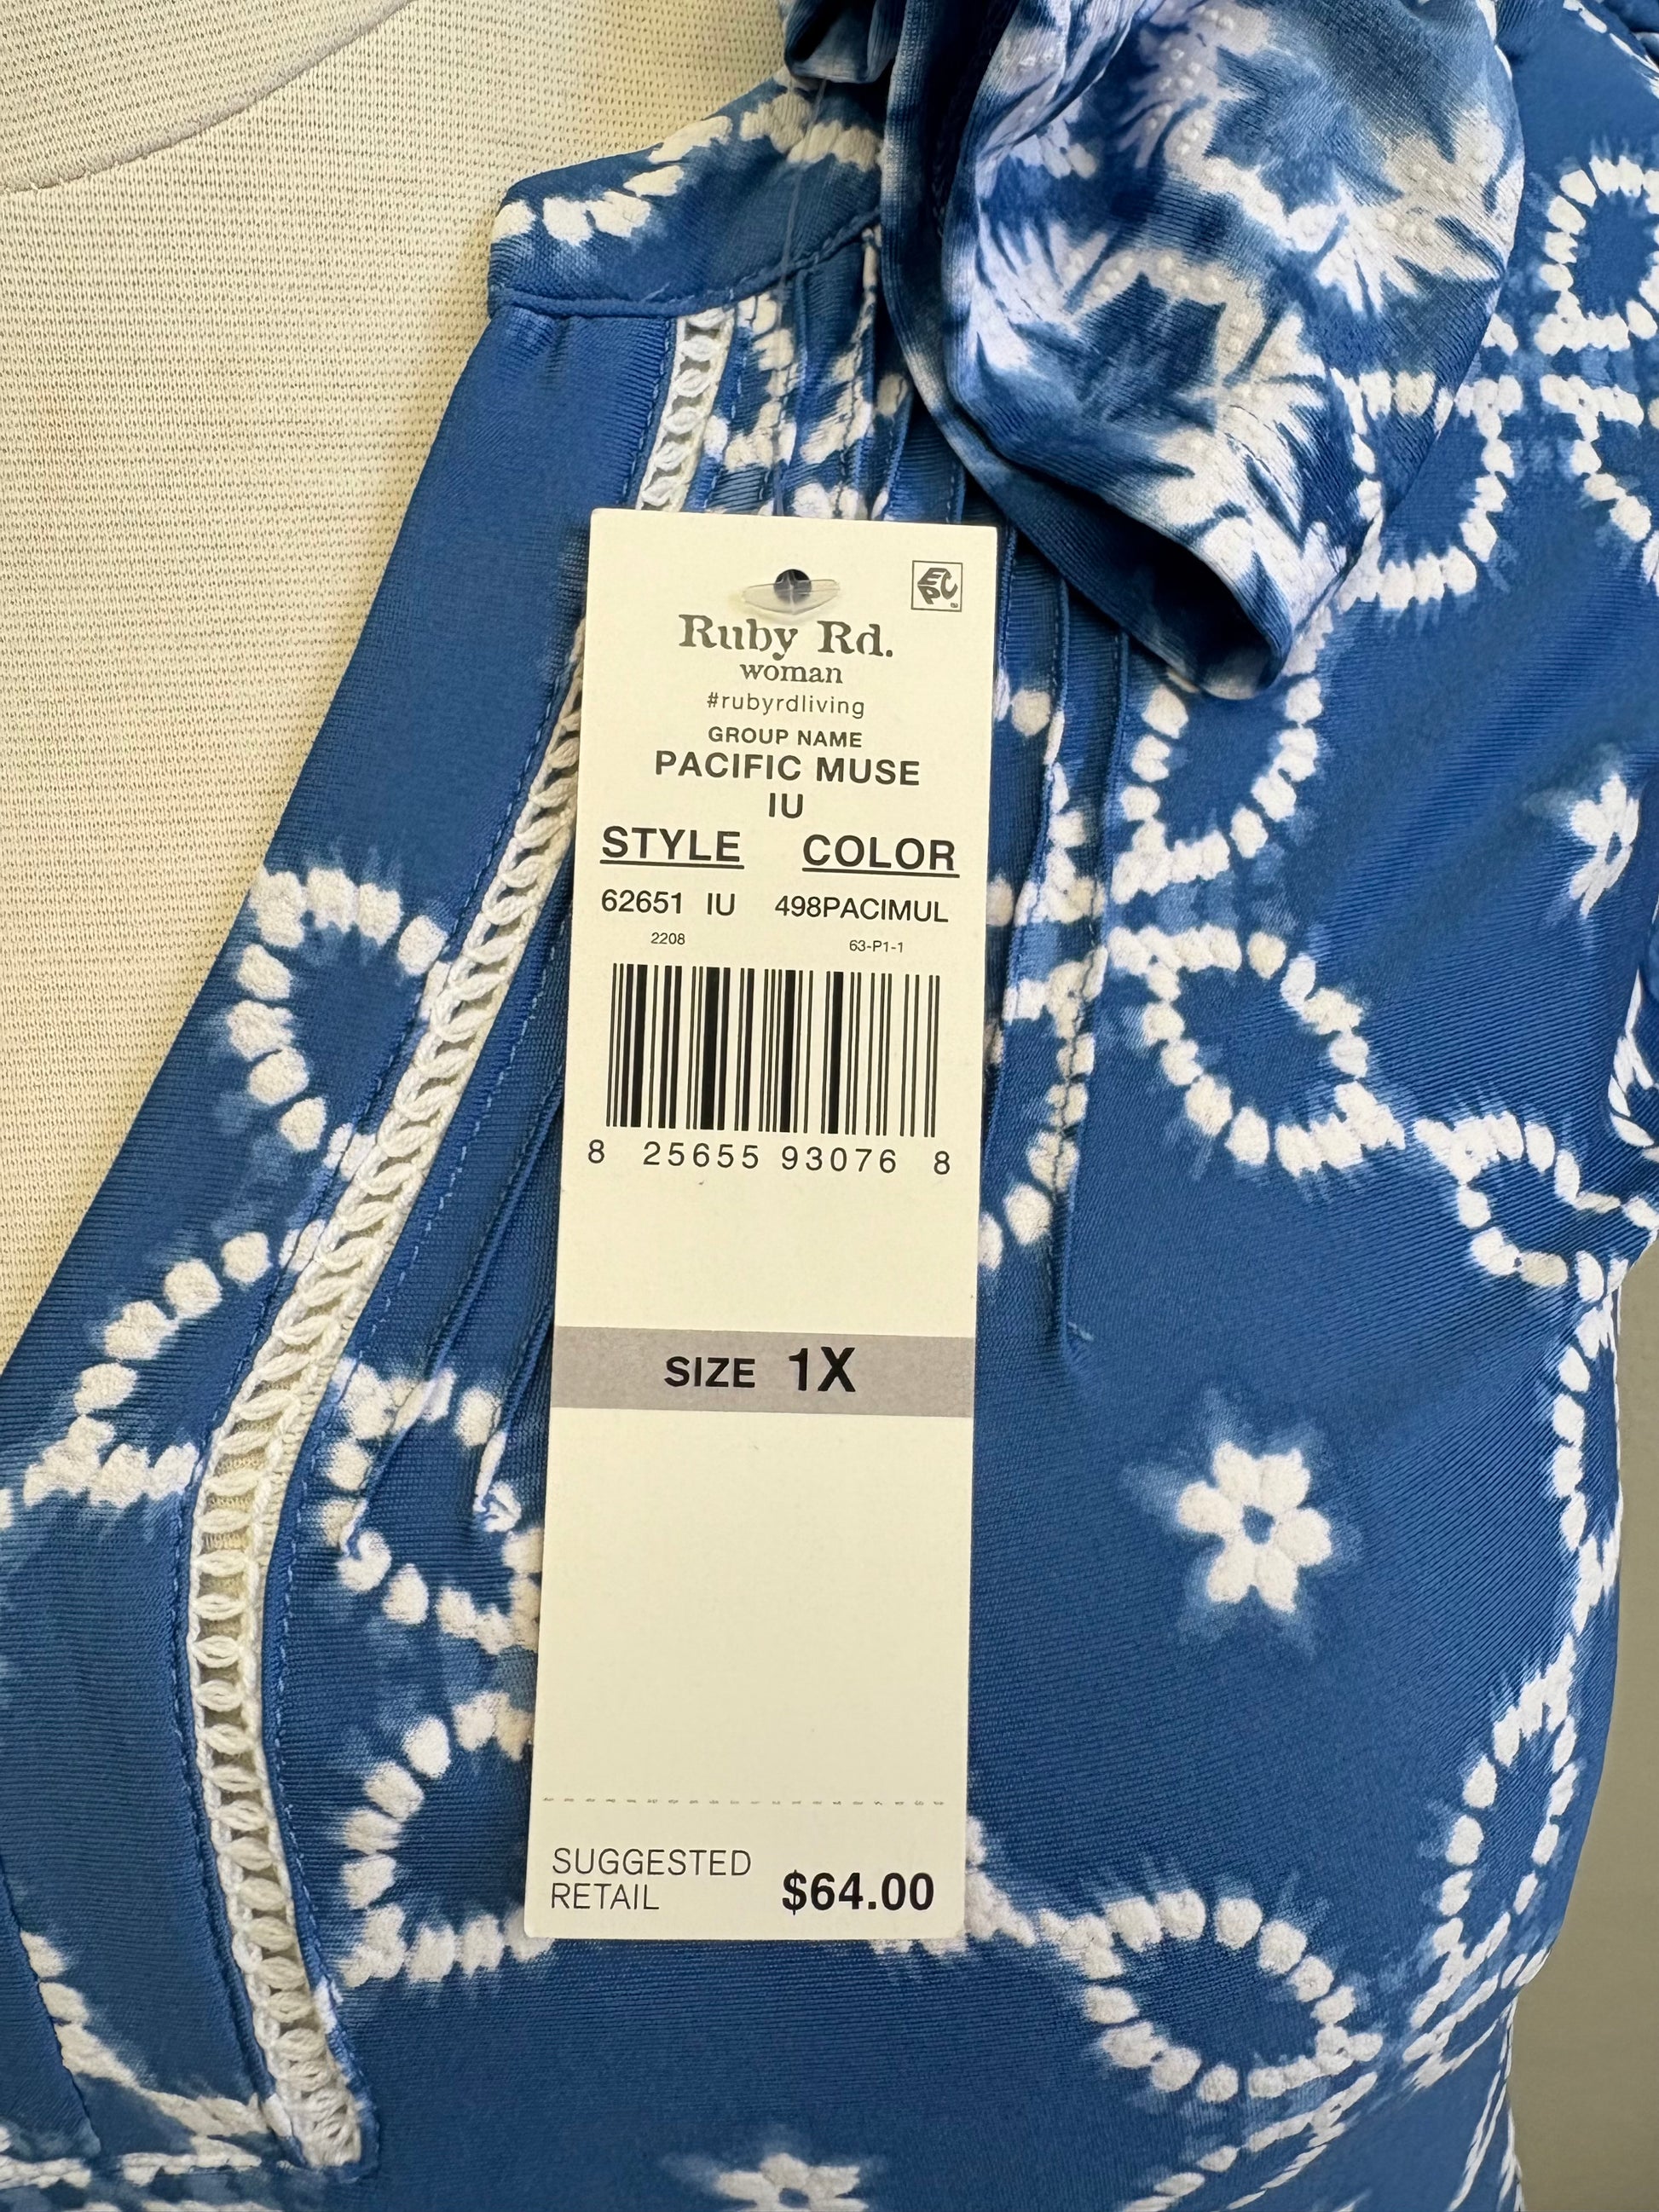 EPC
Ruby Rd.
woman
#rubyrdliving
GROUP NAME
PACIFIC MUSE
IU
STYLE COLOR
62651 IU 498PACIMUL
2208 63-P1-1
8 25655 93076 8
SIZE 1X
SUGGESTED
RETAIL $64.00